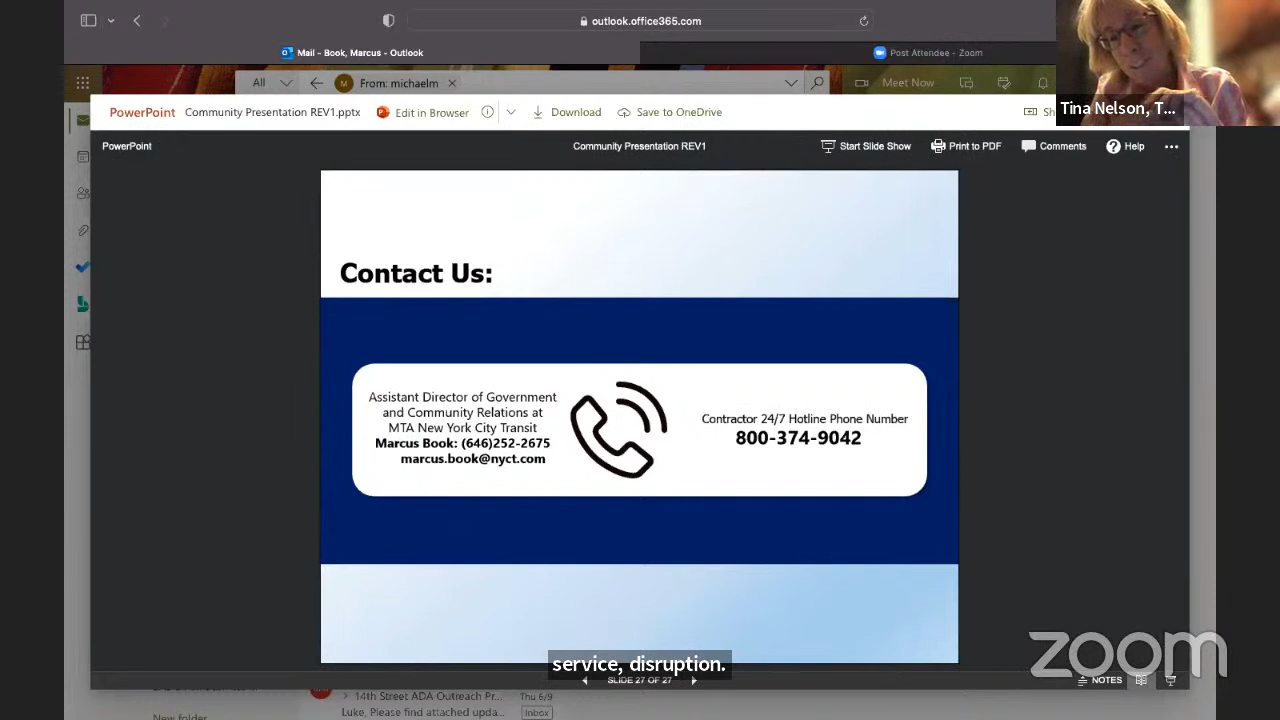 outlook.office365.com
Mail - Book, Marcus - Outlook
Post Attendee - Zoom
All
From: michaelm
Meet Now
PowerPoint
Community Presentation REV1.pptx
Edit in Browser
Download
Save to OneDrive
Tina Nelson, T...
PowerPoint
Community Presentation REV1
Start Slide Show
Print to PDF
Comments
Help
Contact Us:
Assistant Director of Government
and Community Relations at
MTA New York City Transit
Marcus Book: (646)252-2675
marcus.book@nyct.com
Contractor 24/7 Hotline Phone Number
800-374-9042
service, disruption.
SLIDE 27 OF 27
NOTES
zoom
14th Street ADA Outreach Pr...
Thu 6/9
Luke, Please find attached upda...
Inbox
New folder